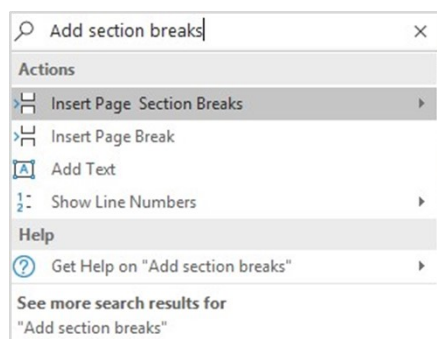 Add section breaks
Actions
Insert Page Section Breaks
Insert Page Break
Add Text
Show Line Numbers
Help
Get Help on "Add section breaks"
See more search results for
"Add section breaks"